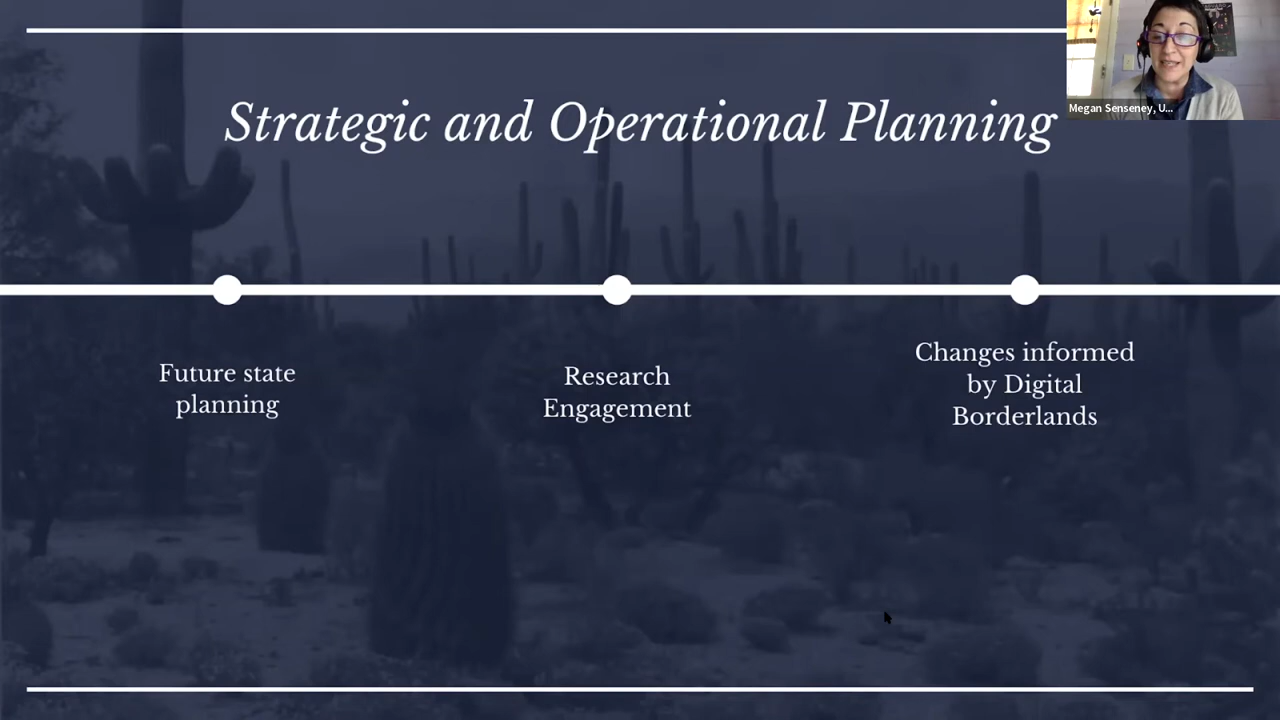 Strategic and Operational Planning
Megan Senseney, U...
Future state
planning
Research
Engagement
Changes informed
by Digital
Borderlands